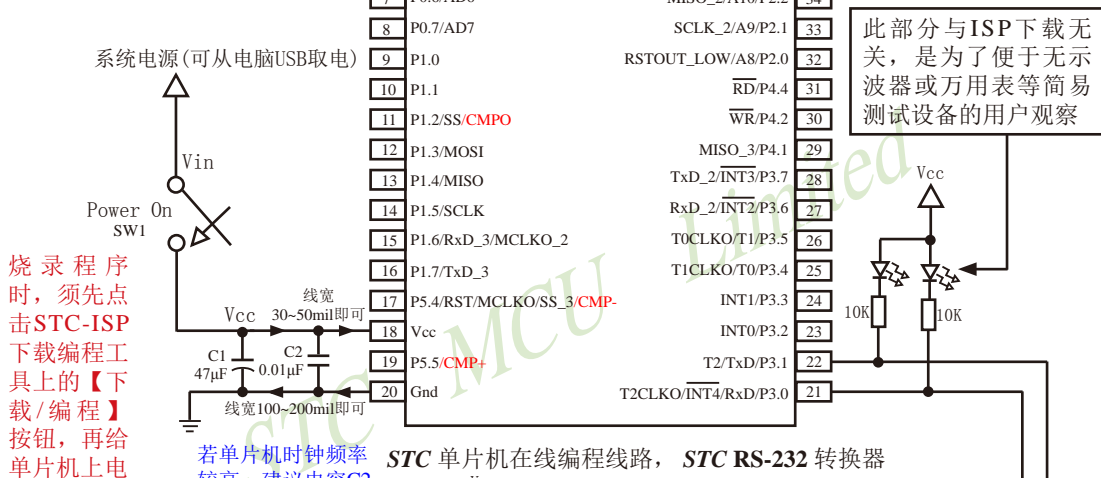 8 P0.7/AD7
9 P1.0
10 P1.1
11 P1.2/SS/CMPO
12 P1.3/MOSI
13 P1.4/MISO
14 P1.5/SCLK
15 P1.6/RxD_3/MCLKO_2
16 P1.7/TxD_3
17 P5.4/RST/MCLKO/SS_3/CMP-
18 Vcc
19 P5.5/CMP+
20 Gnd
SCLK_2/A9/P2.1 33
RSTOUT_LOW/A8/P2.0 32
RD/P4.4 31
WR/P4.2 30
MISO_3/P4.1 29
TxD_2/INT3/P3.7 28
RxD_2/INT2/P3.6 27
T0CLKO/T1/P3.5 26
T1CLKO/T0/P3.4 25
INT1/P3.3 24
INT0/P3.2 23
T2/TxD/P3.1 22
T2CLKO/INT4/RxD/P3.0 21
系统电源(可从电脑USB取电)
Vin
Power On
SW1
烧录程序
时，须先点
击STC-ISP
下载编程工
具上的【下
载/编程】
按钮，再给
单片机上电
Vcc
线宽
30~50mil即可
C1
47μF
C2
0.01μF
线宽100~200mil即可
若单片机时钟频率
此部分与ISP下载无
关，是为了便于无示
波器或万用表等简易
测试设备的用户观察
Vcc
10K
10K
STC 单片机在线编程线路， STC RS-232 转换器
STC MCU Limited